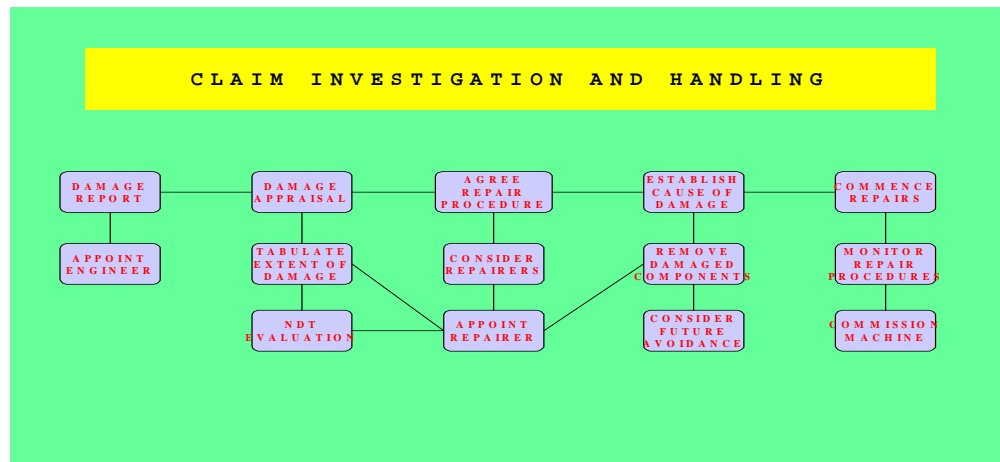 CLAIM INVESTIGATION AND HANDLING
DAMAGE
REPORT
DAMAGE
APPRAISAL
AGREE
REPAIR
PROCEDURE
ESTABLISH
CAUSE OF
DAMAGE
COMMENCE
REPAIRS
APPOINT
ENGINEER
TABULATE
EXTENT OF
DAMAGE
CONSIDER
REPAIRERS
REMOVE
DAMAGED
COMPONENTS
MONITOR
REPAIR
PROCEDURES
NDT
EVALUATION
APPOINT
REPAIRER
CONSIDER
FUTURE
AVOIDANCE
COMMISSION
MACHINE